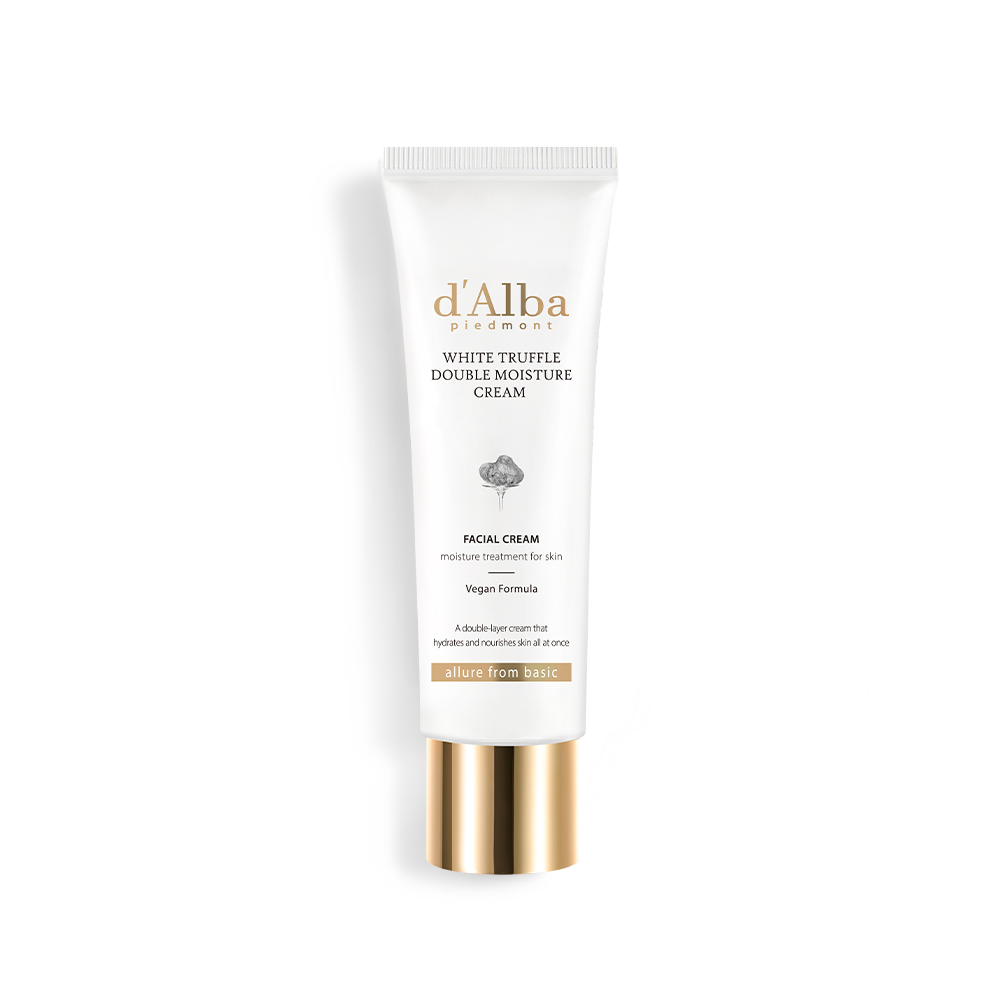 d'Alba
piedmont
WHITE TRUFFLE
DOUBLE MOISTURE
CREAM
FACIAL CREAM
moisture treatment for skin
Vegan Formula
A double-layer cream that
hydrates and nourishes skin all at once
allure from basic